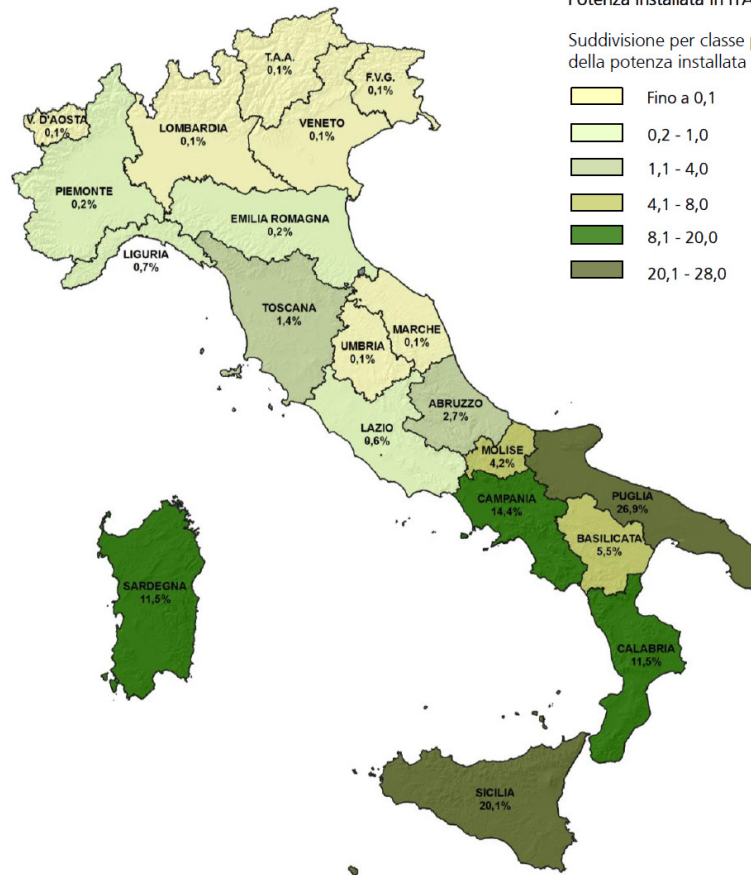 Potenza installata in ITA
Suddivisione per classe
della potenza installata
Fino a 0,1
0,2 - 1,0
1,1 - 4,0
4,1 - 8,0
8,1 - 20,0
20,1 - 28,0
T.A.A.
0,1%
F.V.G.
0,1%
V. D'AOSTA
0,1%
LOMBARDIA
0,1%
VENETO
0,1%
PIEMONTE
0,2%
EMILIA ROMAGNA
0,2%
LIGURIA
0,7%
TOSCANA
1,4%
MARCHE
0,1%
UMBRIA
0,1%
ABRUZZO
2,7%
LAZIO
0,6%
MOLISE
4,2%
CAMPANIA
14,4%
PUGLIA
26,9%
BASILICATA
5,5%
SARDEGNA
11,5%
CALABRIA
11,5%
SICILIA
20,1%